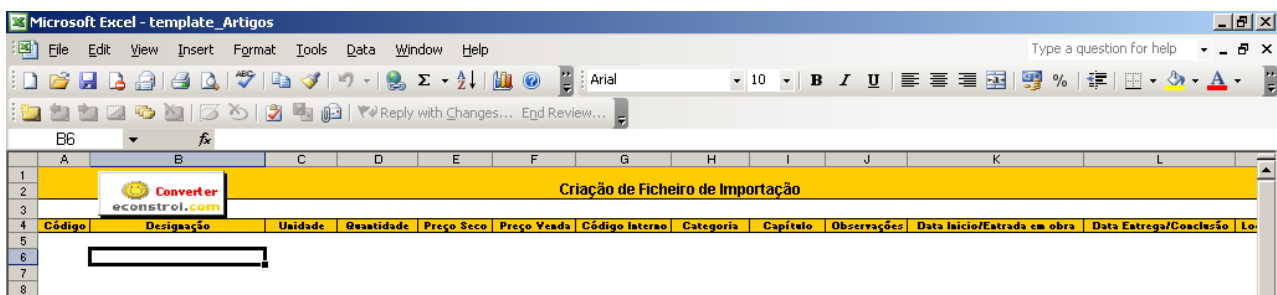 Microsoft Excel - template_Artigos
File Edit View Insert Format Tools Data Window Help Type a question for help
Arial 10 B I U % A
Reply with Changes... End Review...
B6 fx
A B C D E F G H I J K L
1
2 Converter econstrol.com Criação de Ficheiro de Importação
3
4 Código Designação Unidade Quantidade Preço Seco Preço Venda Código Interno Categoria Capítulo Observações Data Inicio/Entrada em obra Data Entrega/Conclusão Lo
5
6
7
8